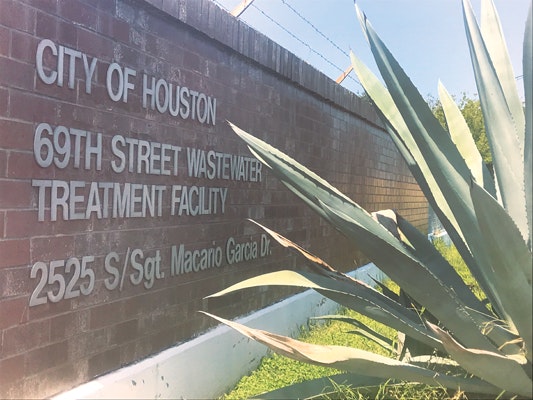 CITY OF HOUSTON
69TH STREET WASTEWATER
TREATMENT FACILITY
2525 S/Sgt. Macario Garcia Dr.